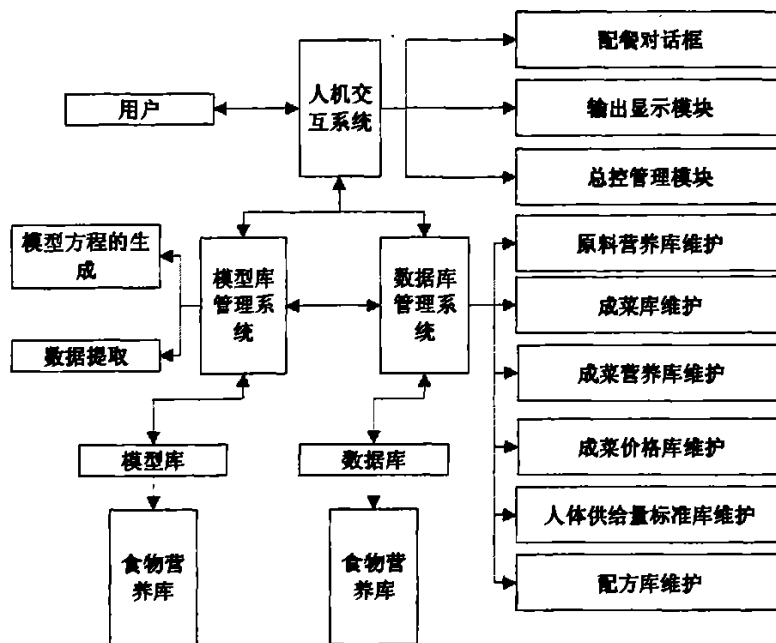 配餐对话框
人机交
互系统
用户
输出显示模块
总控管理模块
模型方程的生
成
模型库
管理系
统
数据库
管理系
统
原料营养库维护
成菜库维护
数据提取
成菜营养库维护
模型库
数据库
成菜价格库维护
食物营
养库
食物营
养库
人体供给量标准库维护
配方库维护